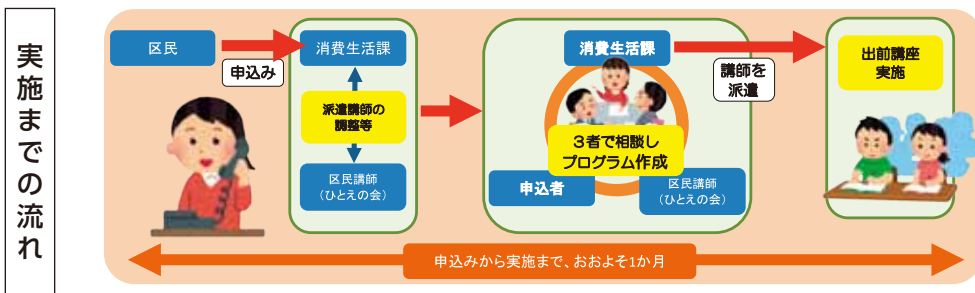 実施までの流れ
区民
申込み
消費生活課
派遣講師の
調整等
区民講師
（ひとえの会）
消費生活課
3者で相談し
プログラム作成
申込者
区民講師
（ひとえの会）
講師を
派遣
出前講座
実施
申込みから実施まで、おおよそ1か月